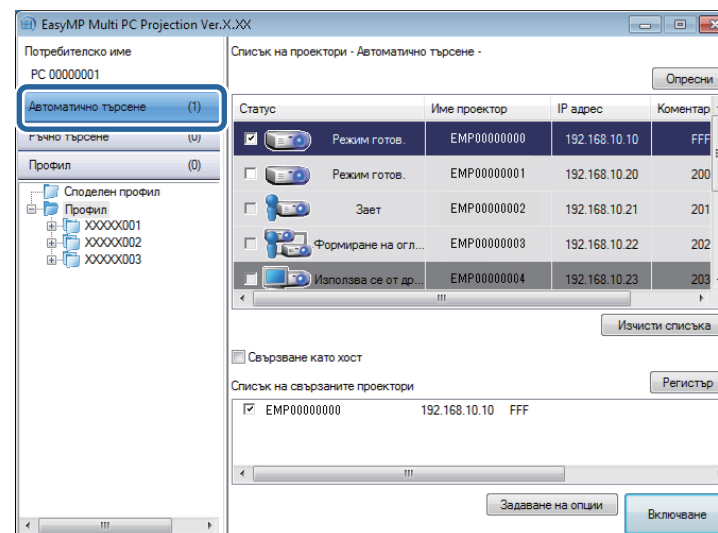 EasyMP Multi PC Projection Ver.X.XX
Потребителско име
PC 00000001
Автоматично търсене (1)
Ръчно търсене (0)
Профил (0)
Споделен профил
Профил
XXXXX001
XXXXX002
XXXXX003
Списък на проектори - Автоматично търсене -
Опресни
Статус Име проектор IP адрес Коментар
Режим готов. EMP00000000 192.168.10.10 FFF
Режим готов. EMP00000001 192.168.10.20 200
Зает EMP00000002 192.168.10.21 201
Формиране на огл... EMP00000003 192.168.10.22 202
Използва се от др... EMP00000004 192.168.10.23 203
Изчисти списъка
Свързване като хост
Списък на свързаните проектори
Регистър
EMP00000000 192.168.10.10 FFF
Задаване на опции
Включване